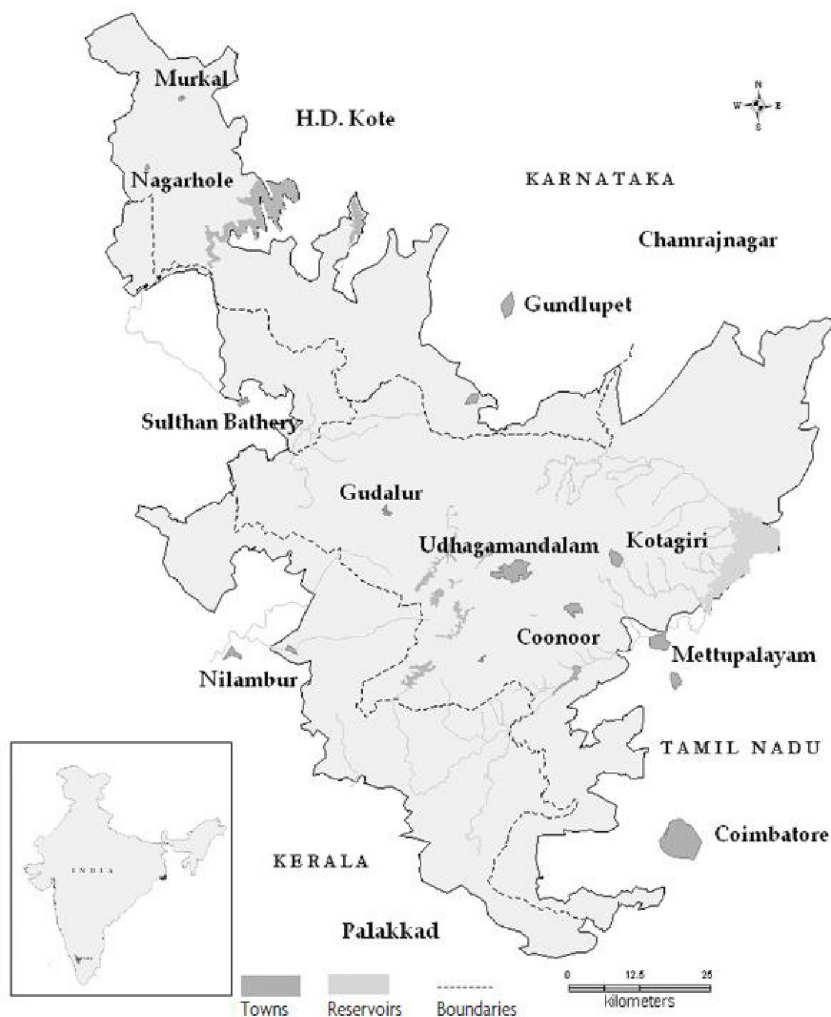 Murkal
N
W E
S
H.D. Kote
Nagarhole
KARNATAKA
Chamrajnagar
Gundlupet
Sulthan Bathery
Gudalur
Udhagamandalam
Kotagiri
Coonoor
Mettupalayam
Nilambur
TAMIL NADU
Coimbatore
KERALA
INDIA
Palakkad
0 12.5 25
kilometers
Towns
Reservoirs
Boundaries